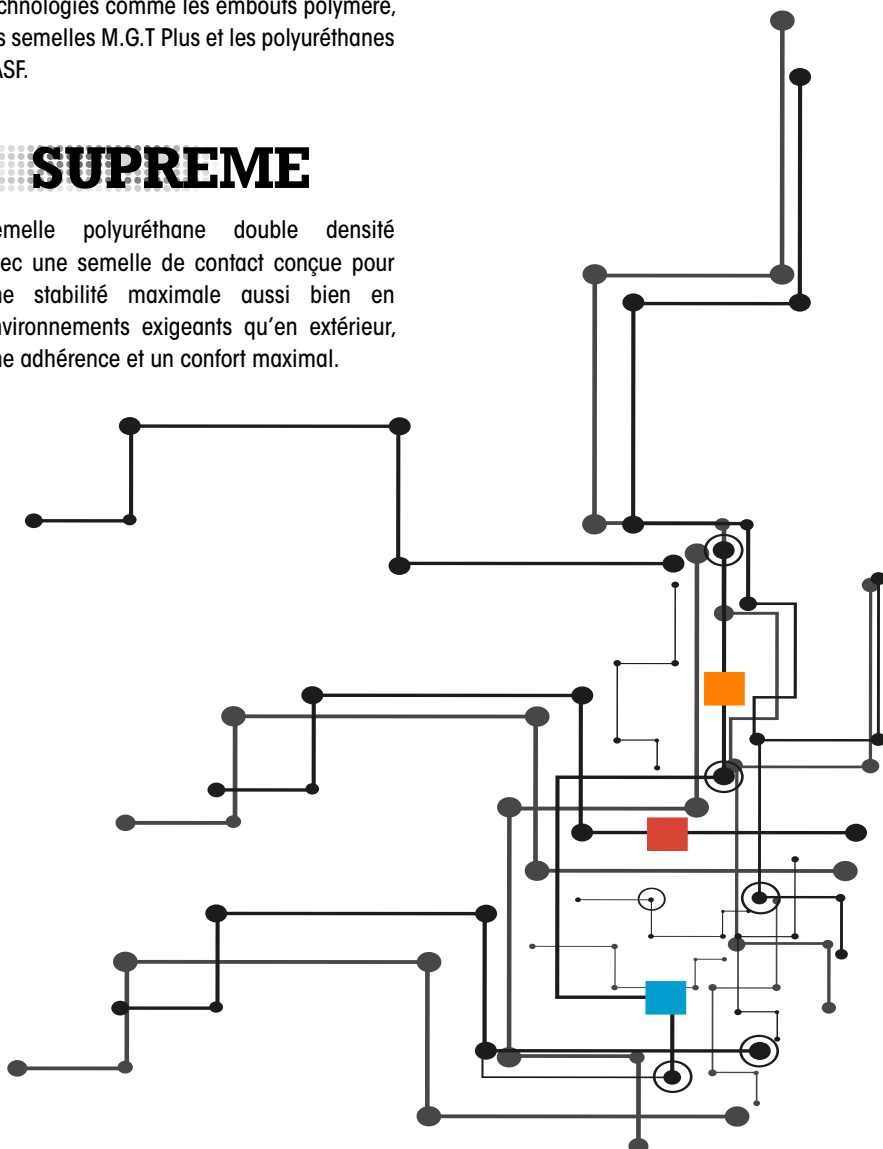 chnologies comme les embouts polymère,
s semelles M.G.T Plus et les polyuréthanes
ASF.
SUPREME
emelle polyuréthane double densité
ec une semelle de contact conçue pour
ne stabilité maximale aussi bien en
nvironnements exigeants qu'en extérieur,
ne adhérence et un confort maximal.